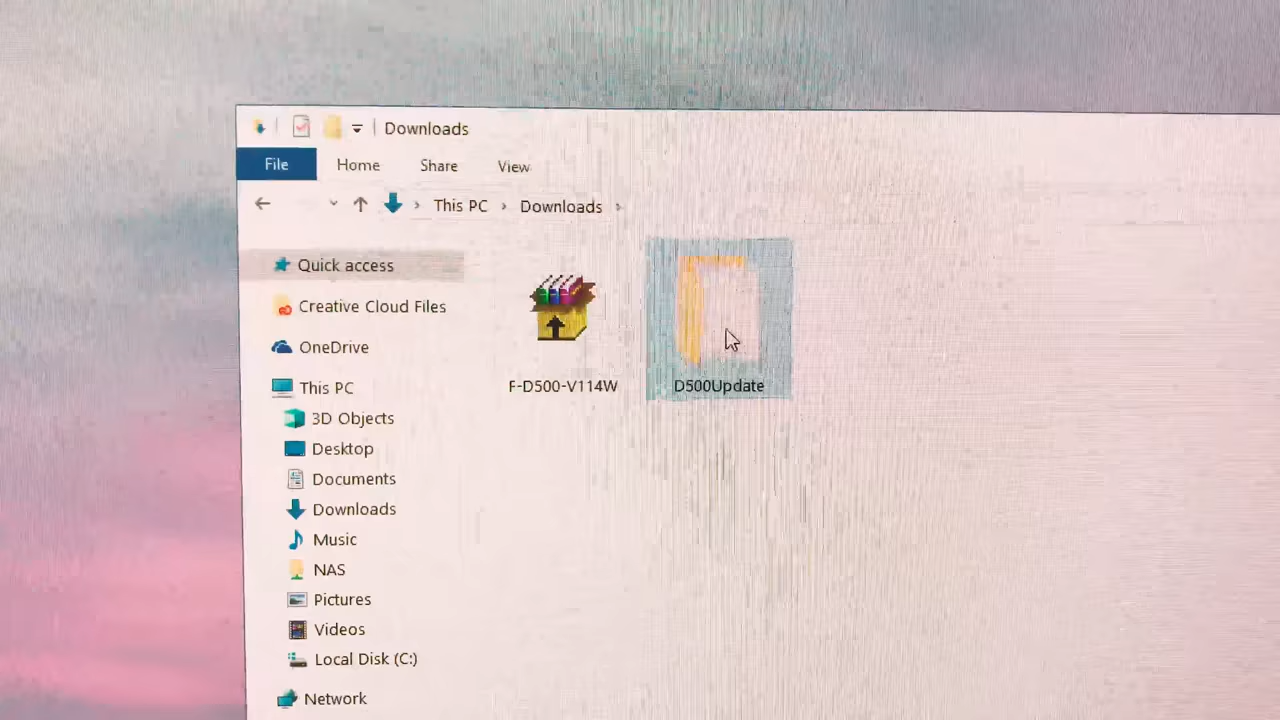 Downloads
File Home Share View
This PC Downloads
Quick access
Creative Cloud Files
OneDrive
This PC
3D Objects
Desktop
Documents
Downloads
Music
NAS
Pictures
Videos
Local Disk (C:)
Network
F-D500-V114W D500Update